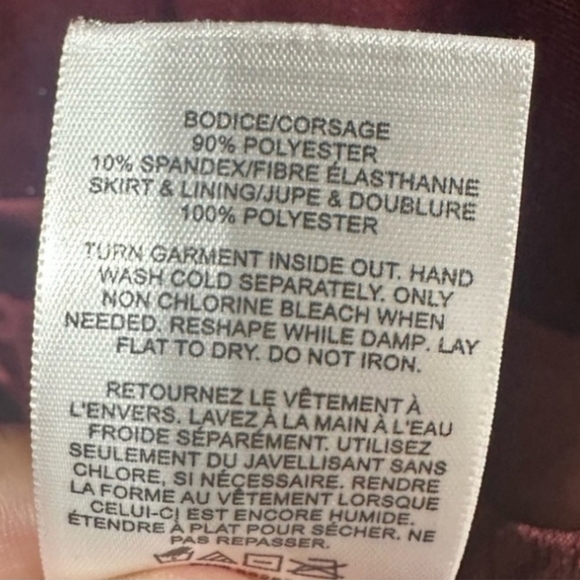 BODICE/CORSAGE
90% POLYESTER
10% SPANDEX/FIBRE ÉLASTHANNE
SKIRT & LINING/JUPE & DOUBLURE
100% POLYESTER
TURN GARMENT INSIDE OUT. HAND
WASH COLD SEPARATELY. ONLY
NON CHLORINE BLEACH WHEN
NEEDED. RESHAPE WHILE DAMP. LAY
FLAT TO DRY. DO NOT IRON.
RETOURNEZ LE VÊTEMENT À
L'ENVERS. LAVEZ À LA MAIN À L'EAU
FROIDE SÉPARÉMENT. UTILISEZ
SEULEMENT DU JAVELLISANT SANS
CHLORE, SI NÉCESSAIRE. RENDRE
LA FORME AU VÊTEMENT LORSQUE
CELUI-CI EST ENCORE HUMIDE.
ÉTENDRE À PLAT POUR SÉCHER. NE
PAS REPASSER.